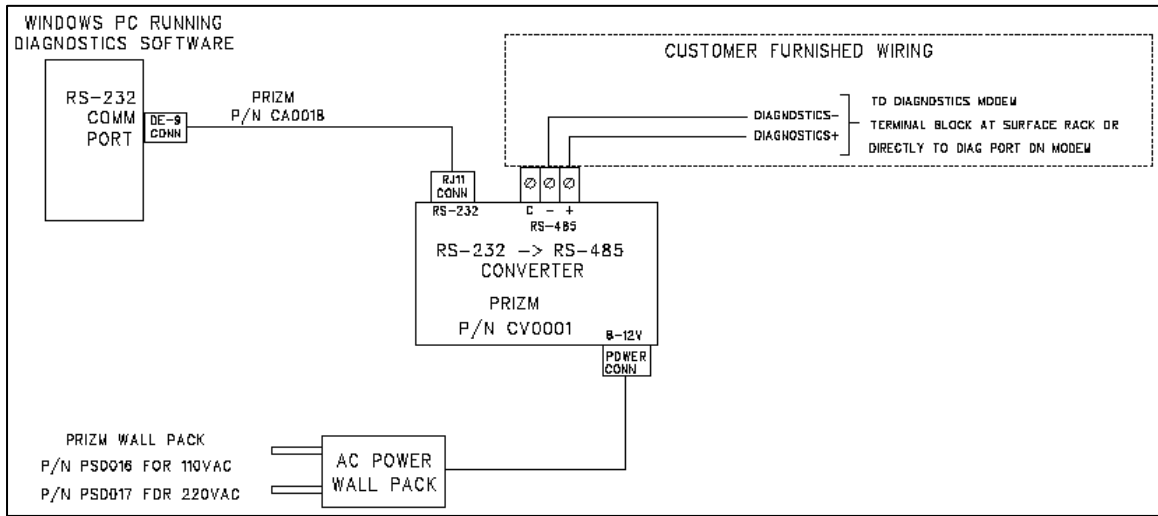 WINDOWS PC RUNNING
DIAGNOSTICS SOFTWARE
RS-232
COMM
PORT
DE-9
CONN
PRIZM
P/N CA0018
CUSTOMER FURNISHED WIRING
DIAGNOSTICS-
DIAGNOSTICS+
TO DIAGNOSTICS MODEM
TERMINAL BLOCK AT SURFACE RACK OR
DIRECTLY TO DIAG PORT ON MODEM
RJ11
CONN
RS-232
C - +
RS-485
RS-232 -> RS-485
CONVERTER
PRIZM
P/N CV0001
8-12V
POWER
CONN
PRIZM WALL PACK
P/N PS0016 FOR 110VAC
P/N PS0017 FOR 220VAC
AC POWER
WALL PACK